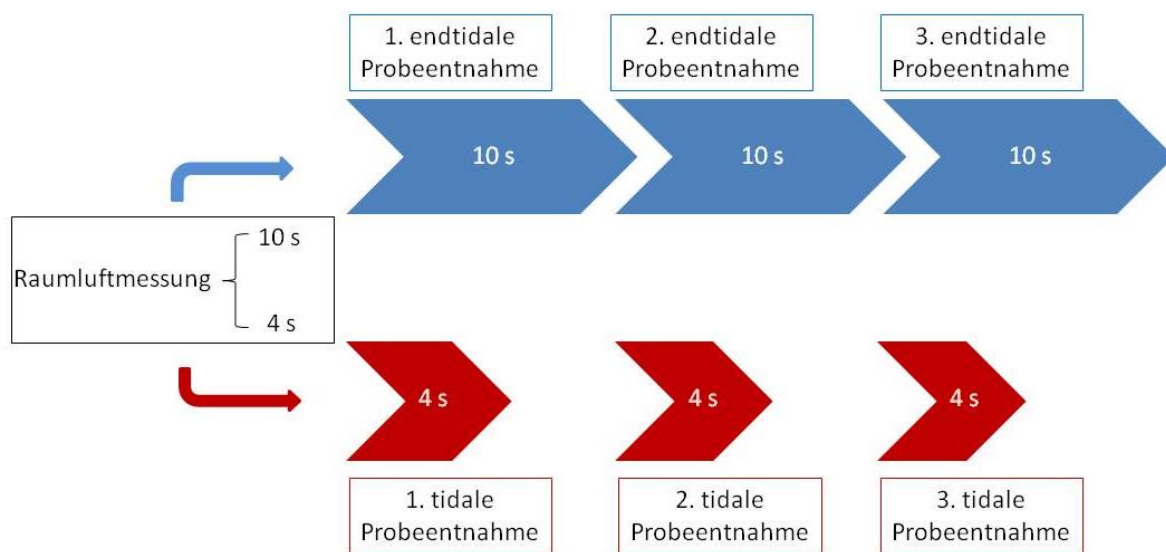 1. endtidale
Probeentnahme
2. endtidale
Probeentnahme
3. endtidale
Probeentnahme
10 s
10 s
10 s
Raumluftmessung
10 s
4 s
4 s
4 s
4 s
1. tidale
Probeentnahme
2. tidale
Probeentnahme
3. tidale
Probeentnahme